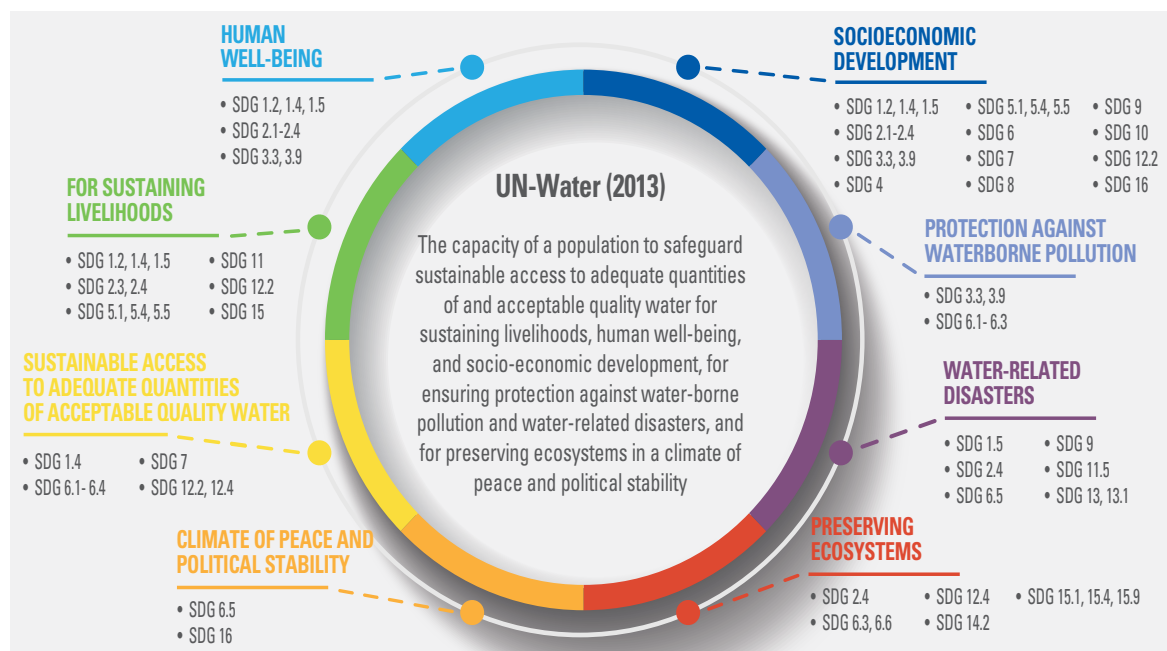 HUMAN
WELL-BEING
• SDG 1.2, 1.4, 1.5
• SDG 2.1-2.4
• SDG 3.3, 3.9
SOCIOECONOMIC
DEVELOPMENT
• SDG 1.2, 1.4, 1.5
• SDG 2.1-2.4
• SDG 3.3, 3.9
• SDG 4
• SDG 5.1, 5.4, 5.5
• SDG 6
• SDG 7
• SDG 8
• SDG 9
• SDG 10
• SDG 12.2
• SDG 16
FOR SUSTAINING
LIVELIHOODS
• SDG 1.2, 1.4, 1.5
• SDG 2.3, 2.4
• SDG 5.1, 5.4, 5.5
• SDG 11
• SDG 12.2
• SDG 15
UN-Water (2013)
The capacity of a population to safeguard
sustainable access to adequate quantities
of and acceptable quality water for
sustaining livelihoods, human well-being,
and socio-economic development, for
ensuring protection against water-borne
pollution and water-related disasters, and
for preserving ecosystems in a climate of
peace and political stability
PROTECTION AGAINST
WATERBORNE POLLUTION
• SDG 3.3, 3.9
• SDG 6.1- 6.3
SUSTAINABLE ACCESS
TO ADEQUATE QUANTITIES
OF ACCEPTABLE QUALITY WATER
• SDG 1.4
• SDG 6.1- 6.4
• SDG 7
• SDG 12.2, 12.4
WATER-RELATED
DISASTERS
• SDG 1.5
• SDG 2.4
• SDG 6.5
• SDG 9
• SDG 11.5
• SDG 13, 13.1
CLIMATE OF PEACE AND
POLITICAL STABILITY
• SDG 6.5
• SDG 16
PRESERVING
ECOSYSTEMS
• SDG 2.4
• SDG 6.3, 6.6
• SDG 12.4
• SDG 14.2
• SDG 15.1, 15.4, 15.9